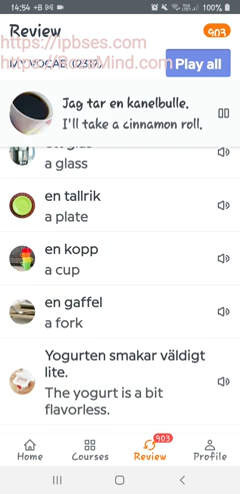 14:54 +8
100%
Review
903
https://ipbses.com
MY VOCAB (2319)
Play all
Jag tar en kanelbulle.
I'll take a cinnamon roll.
a glass
en tallrik
a plate
en kopp
a cup
en gaffel
a fork
Yogurten smakar väldigt
lite.
The yogurt is a bit
flavorless.
903
Home
Courses
Review
Profile